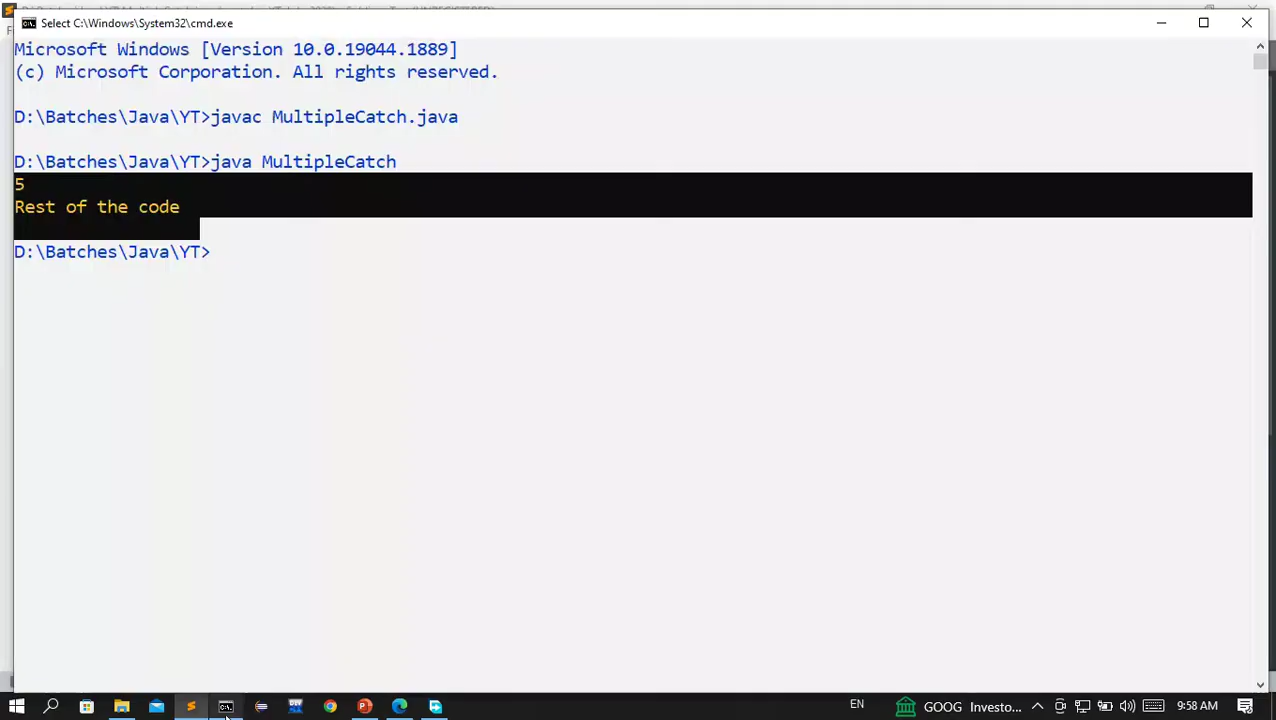 Select C:\Windows\System32\cmd.exe
Microsoft Windows [Version 10.0.19044.1889]
(c) Microsoft Corporation. All rights reserved.
D:\Batches\Java\YT>javac MultipleCatch.java
D:\Batches\Java\YT>java MultipleCatch
5
Rest of the code
D:\Batches\Java\YT>
EN
GOOG Investo...
9:58 AM